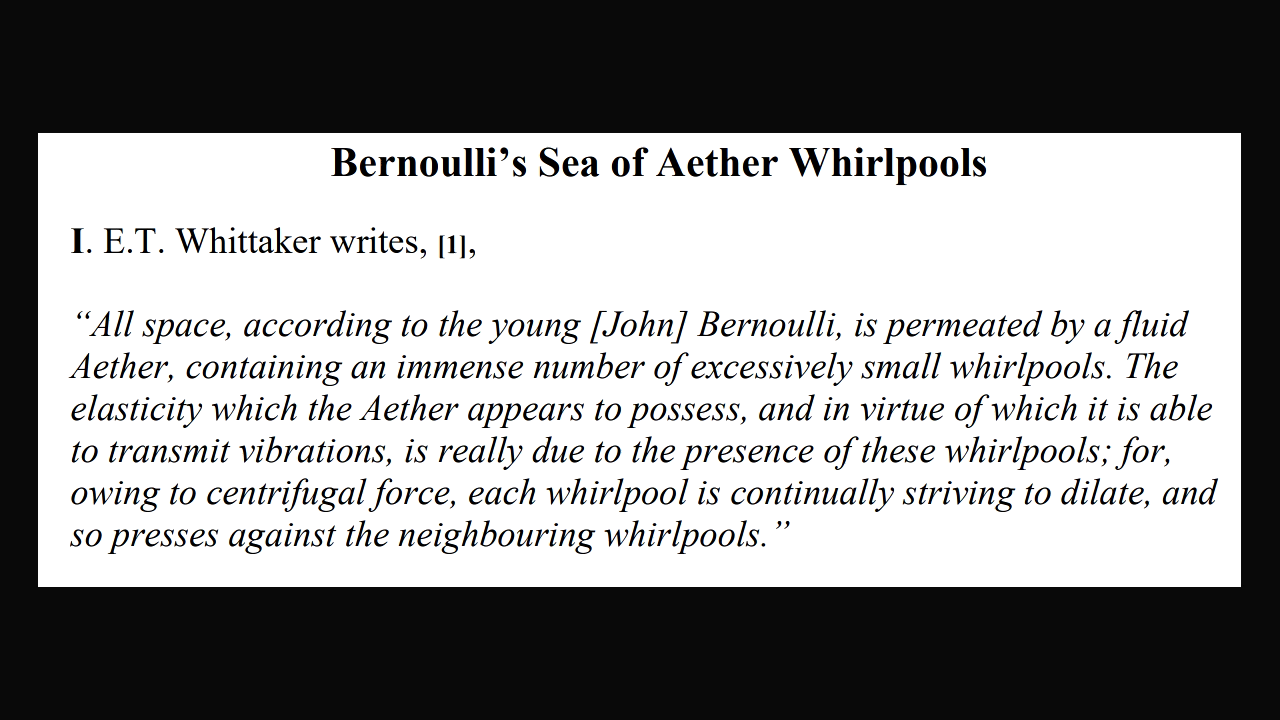 Bernoulli’s Sea of Aether Whirlpools
I. E.T. Whittaker writes, [1],
“All space, according to the young [John] Bernoulli, is permeated by a fluid
Aether, containing an immense number of excessively small whirlpools. The
elasticity which the Aether appears to possess, and in virtue of which it is able
to transmit vibrations, is really due to the presence of these whirlpools; for,
owing to centrifugal force, each whirlpool is continually striving to dilate, and
so presses against the neighbouring whirlpools.”